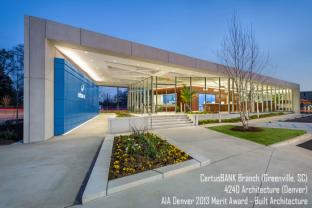 CertusBANK Branch (Greenville, SC)
4240 Architecture (Denver)
AIA Denver 2013 Merit Award - Built Architecture